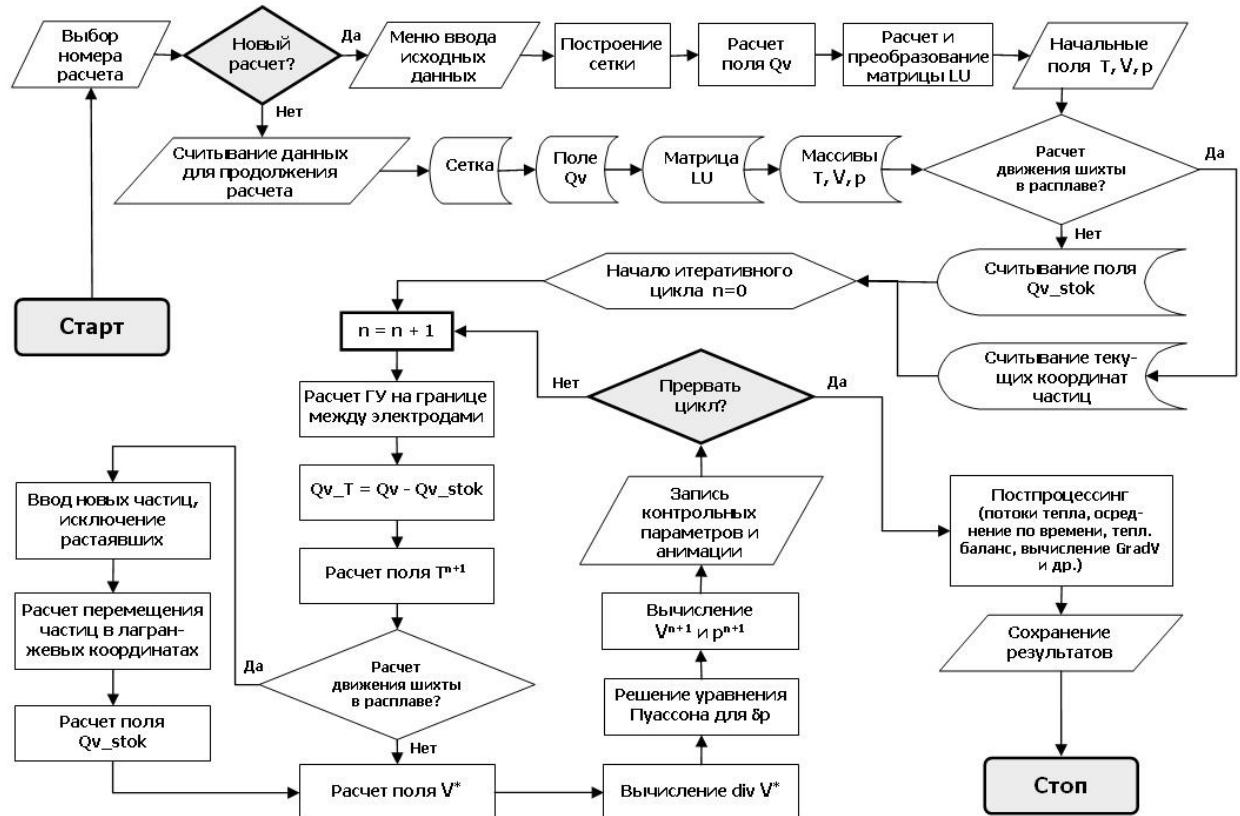 Выбор
номера
расчета
Новый
расчет?
Да
Нет
Меню ввода
исходных
данных
Построение
сетки
Расчет
поля Qv
Расчет и
преобразование
матрицы LU
Начальные
поля T, V, p
Считывание данных
для продолжения
расчета
Сетка
Поле
Qv
Матрица
LU
Массивы
T, V, p
Расчет
движения шихты
в расплаве?
Да
Нет
Считывание поля
Qv_stok
Считывание теку-
щих координат
частиц
Начало итеративного
цикла n=0
Старт
n = n + 1
Расчет ГУ на границе
между электродами
Qv_T = Qv - Qv_stok
Расчет поля Tⁿ⁺¹
Расчет
движения шихты
в расплаве?
Да
Нет
Ввод новых частиц,
исключение
растаявших
Расчет перемещения
частиц в лагран-
жевых координатах
Расчет поля
Qv_stok
Расчет поля V*
Вычисление div V*
Решение уравнения
Пуассона для δp
Вычисление
Vⁿ⁺¹ и pⁿ⁺¹
Запись
контрольных
параметров и
анимации
Прервать
цикл?
Нет
Да
Постпроцессинг
(потоки тепла, осред-
нение по времени, тепл.
баланс, вычисление GradV
и др.)
Сохранение
результатов
Стоп